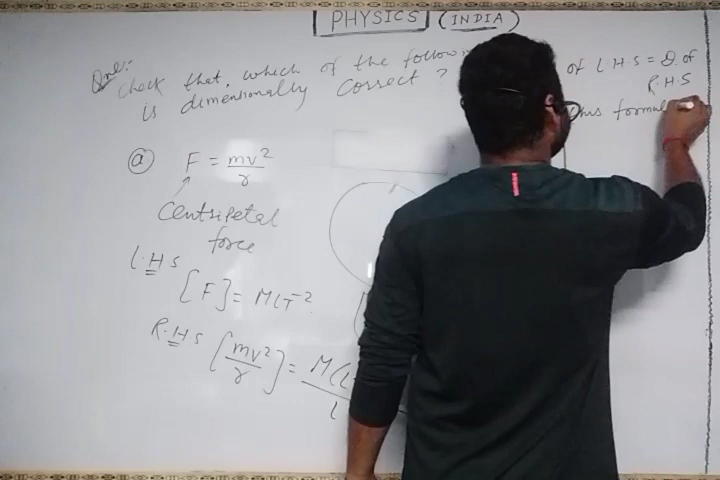 PHYSICS (INDIA)
Que:- Check that, which of the
is dimensionally correct?
of L H S = D. of
R.H.S
this formul
(a) F = mv²/r
Centripetal
force
L.H S
[F] = MLT⁻²
R.H S [mv²/r] = M(L
L